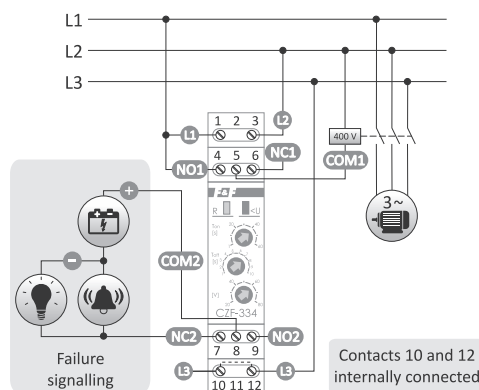 L1
L2
L3
1 2 3
L1
L2
4 5 6
NO1
NC1
400 V
COM1
F&F
R
<U
3~
COM2
[V]
CZF-334
NC2
NO2
7 8 9
L3
L3
10 11 12
+
−
Failure
signalling
Contacts 10 and 12
internally connected